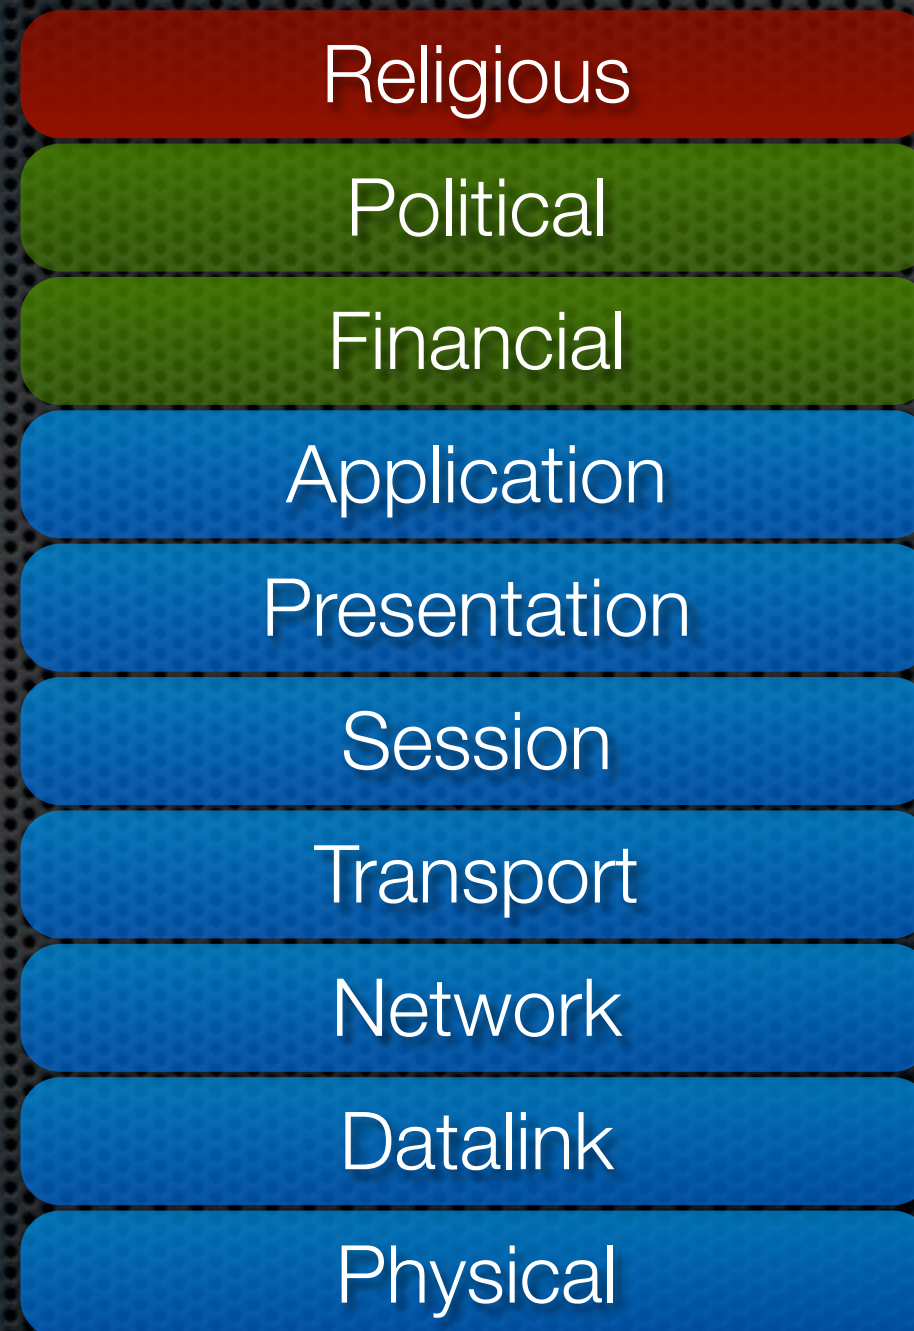 Religious
Political
Financial
Application
Presentation
Session
Transport
Network
Datalink
Physical